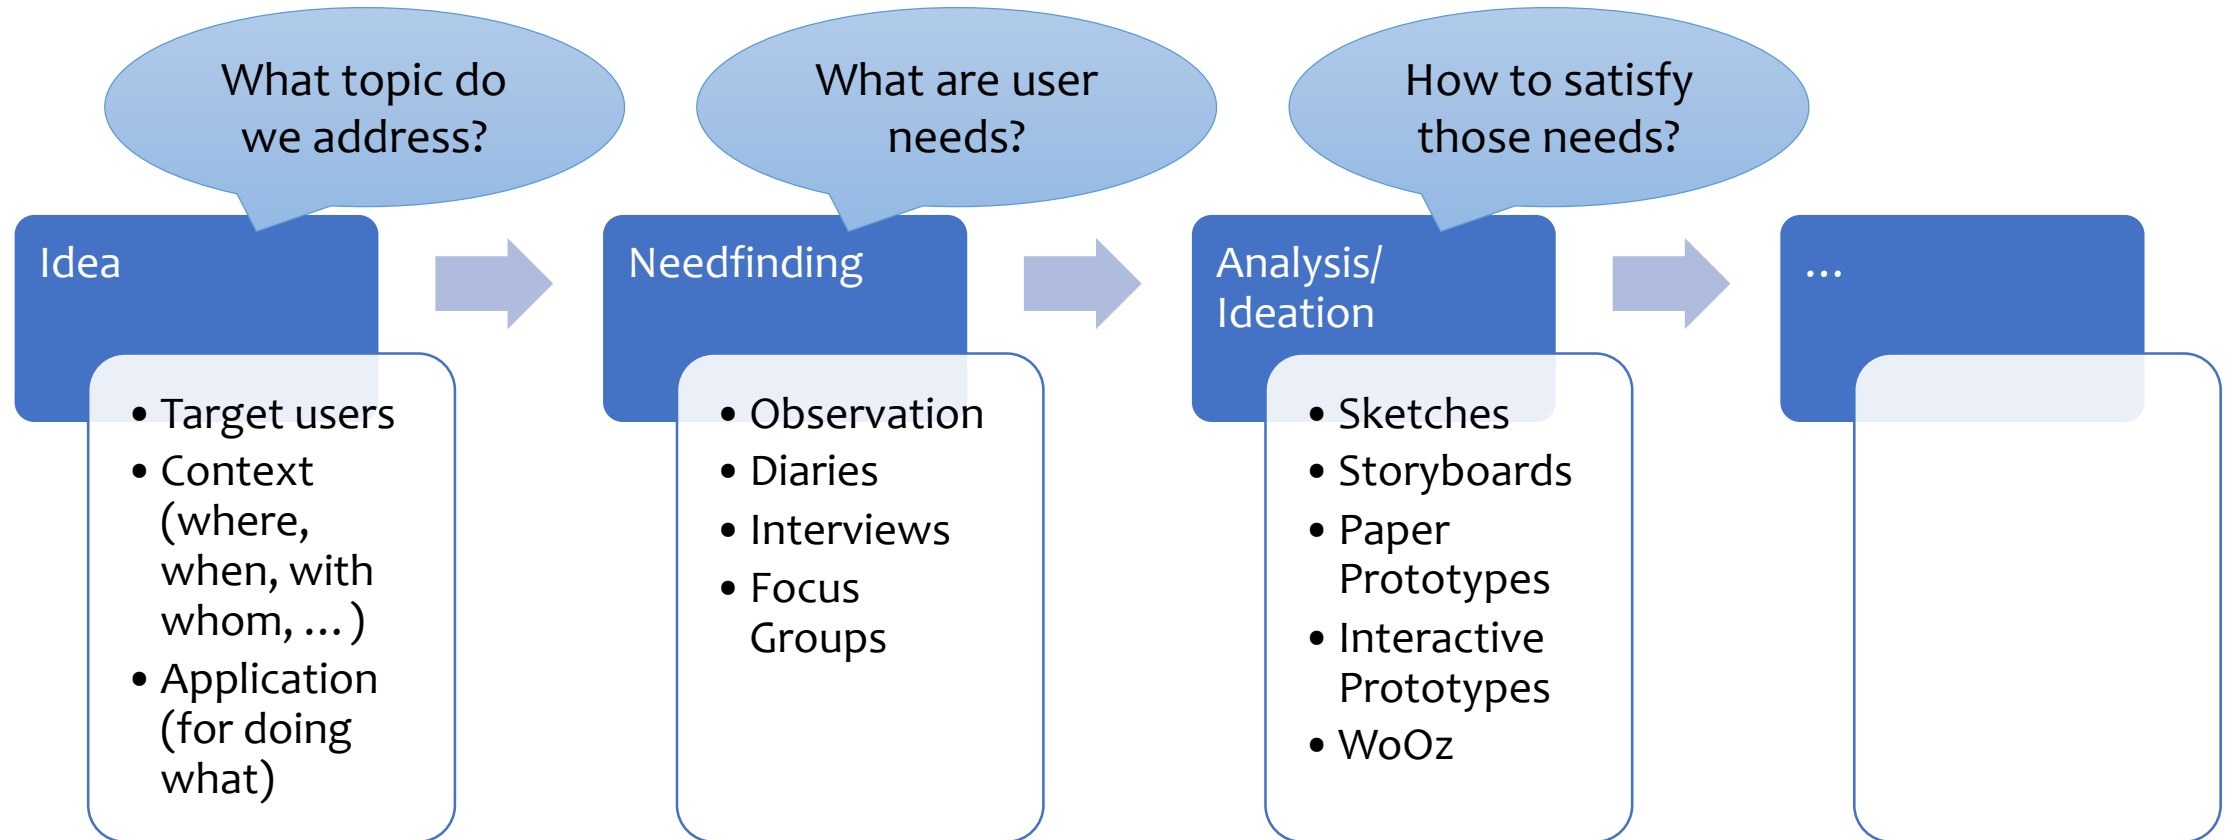 What topic do
we address?
What are user
needs?
How to satisfy
those needs?
Idea
Needfinding
Analysis/
Ideation
...
• Target users
• Context
(where,
when, with
whom, ... )
• Application
(for doing
what)
• Observation
• Diaries
• Interviews
• Focus
Groups
• Sketches
• Storyboards
• Paper
Prototypes
• Interactive
Prototypes
• WoOz